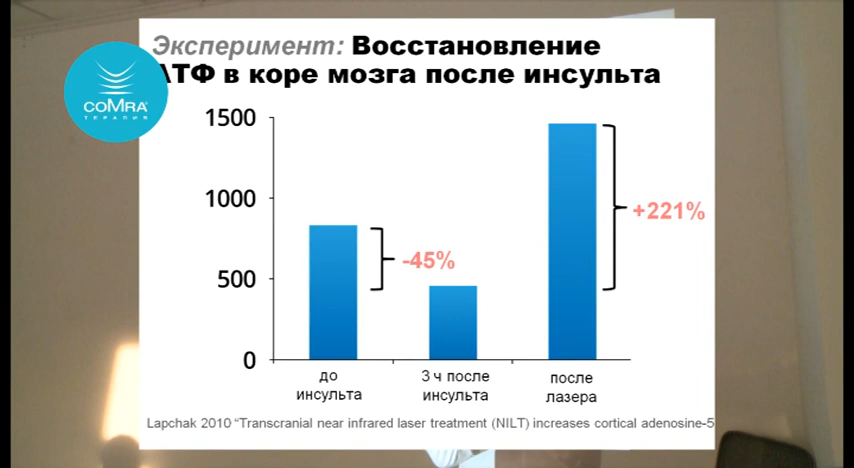 Эксперимент: Восстановление
АТФ в коре мозга после инсульта
coMra®
ТЕРАПИЯ
1500
1000
500
0
-45%
+221%
до
инсульта
3 ч после
инсульта
после
лазера
Lapchak 2010 “Transcranial near infrared laser treatment (NILT) increases cortical adenosine-5